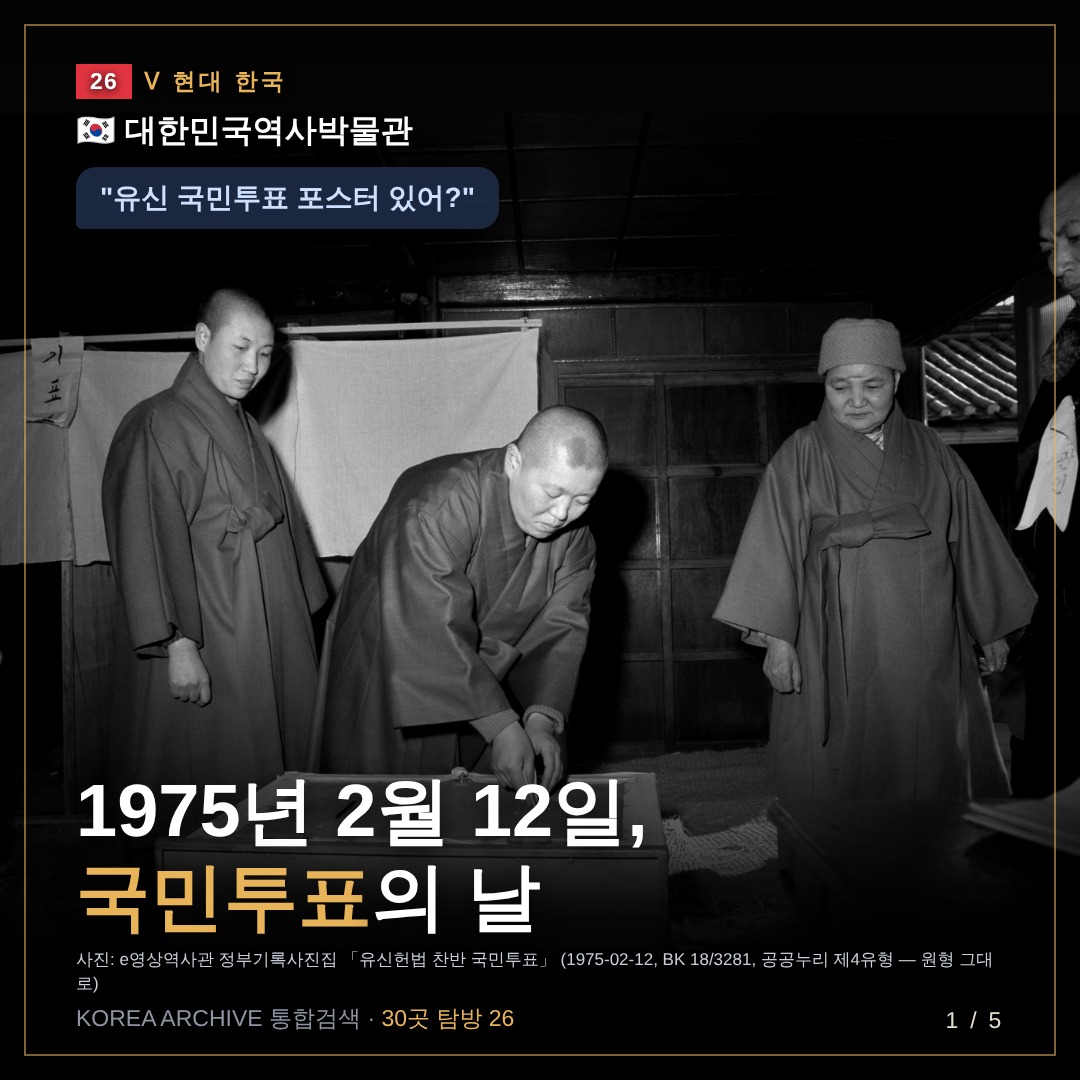 26 V 현대 한국
대한민국역사박물관
"유신 국민투표 포스터 있어?"
1975년 2월 12일,
국민투표의 날
사진: e영상역사관 정부기록사진집 「유신헌법 찬반 국민투표」 (1975-02-12, BK 18/3281, 공공누리 제4유형 — 원형 그대
로)
KOREA ARCHIVE 통합검색 · 30곳 탐방 26
1 / 5